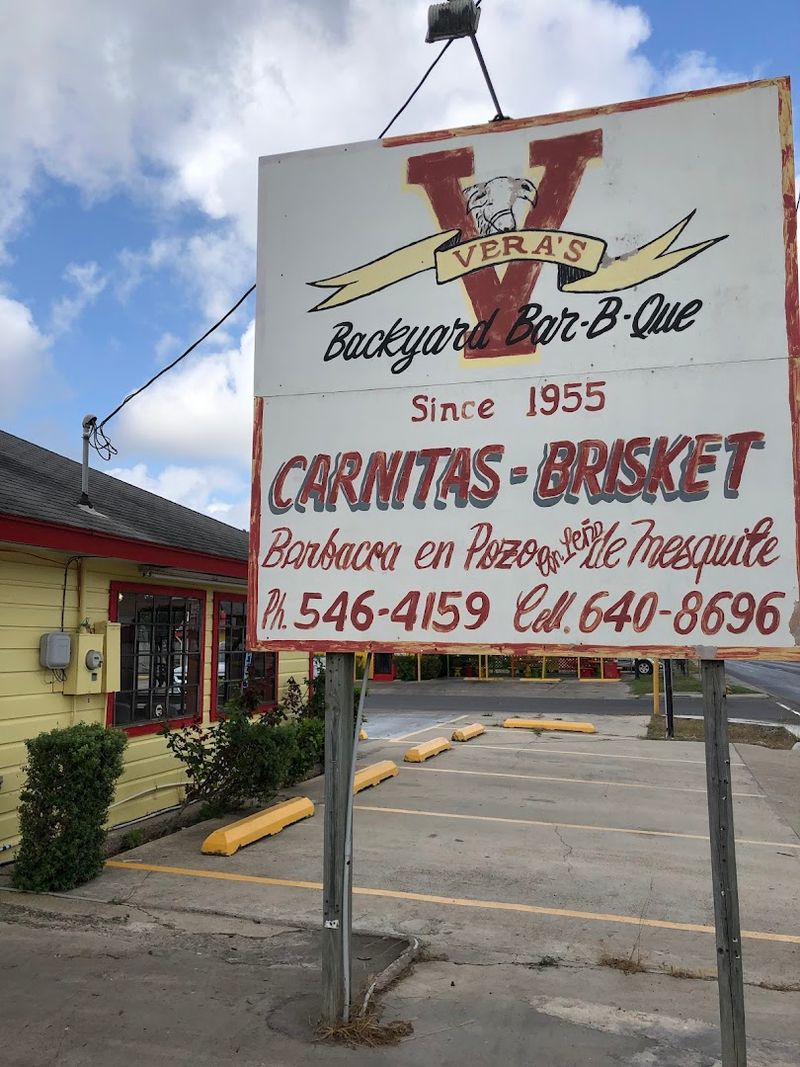 V
VERA'S
Backyard Bar-B-Que
Since 1955
CARNITAS - BRISKET
Barbacoa en Pozo con Leña de Mesquite
Ph. 546-4159 Cell. 640-8696